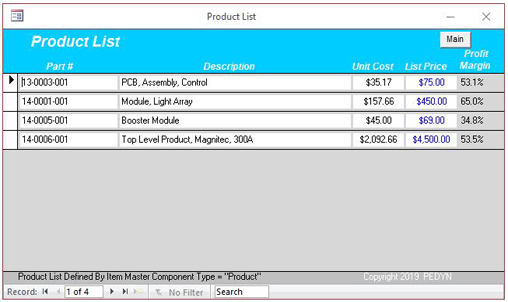 Product List
Product List
Main
Part # Description Unit Cost List Price Profit Margin
13-0003-001 PCB, Assembly, Control $35.17 $75.00 53.1%
14-0001-001 Module, Light Array $157.66 $450.00 65.0%
14-0005-001 Booster Module $45.00 $69.00 34.8%
14-0006-001 Top Level Product, Magnitec, 300A $2,092.66 $4,500.00 53.5%
Product List Defined By Item Master Component Type = "Product" Copyright 2019 PEDYN
Record: 1 of 4 No Filter Search